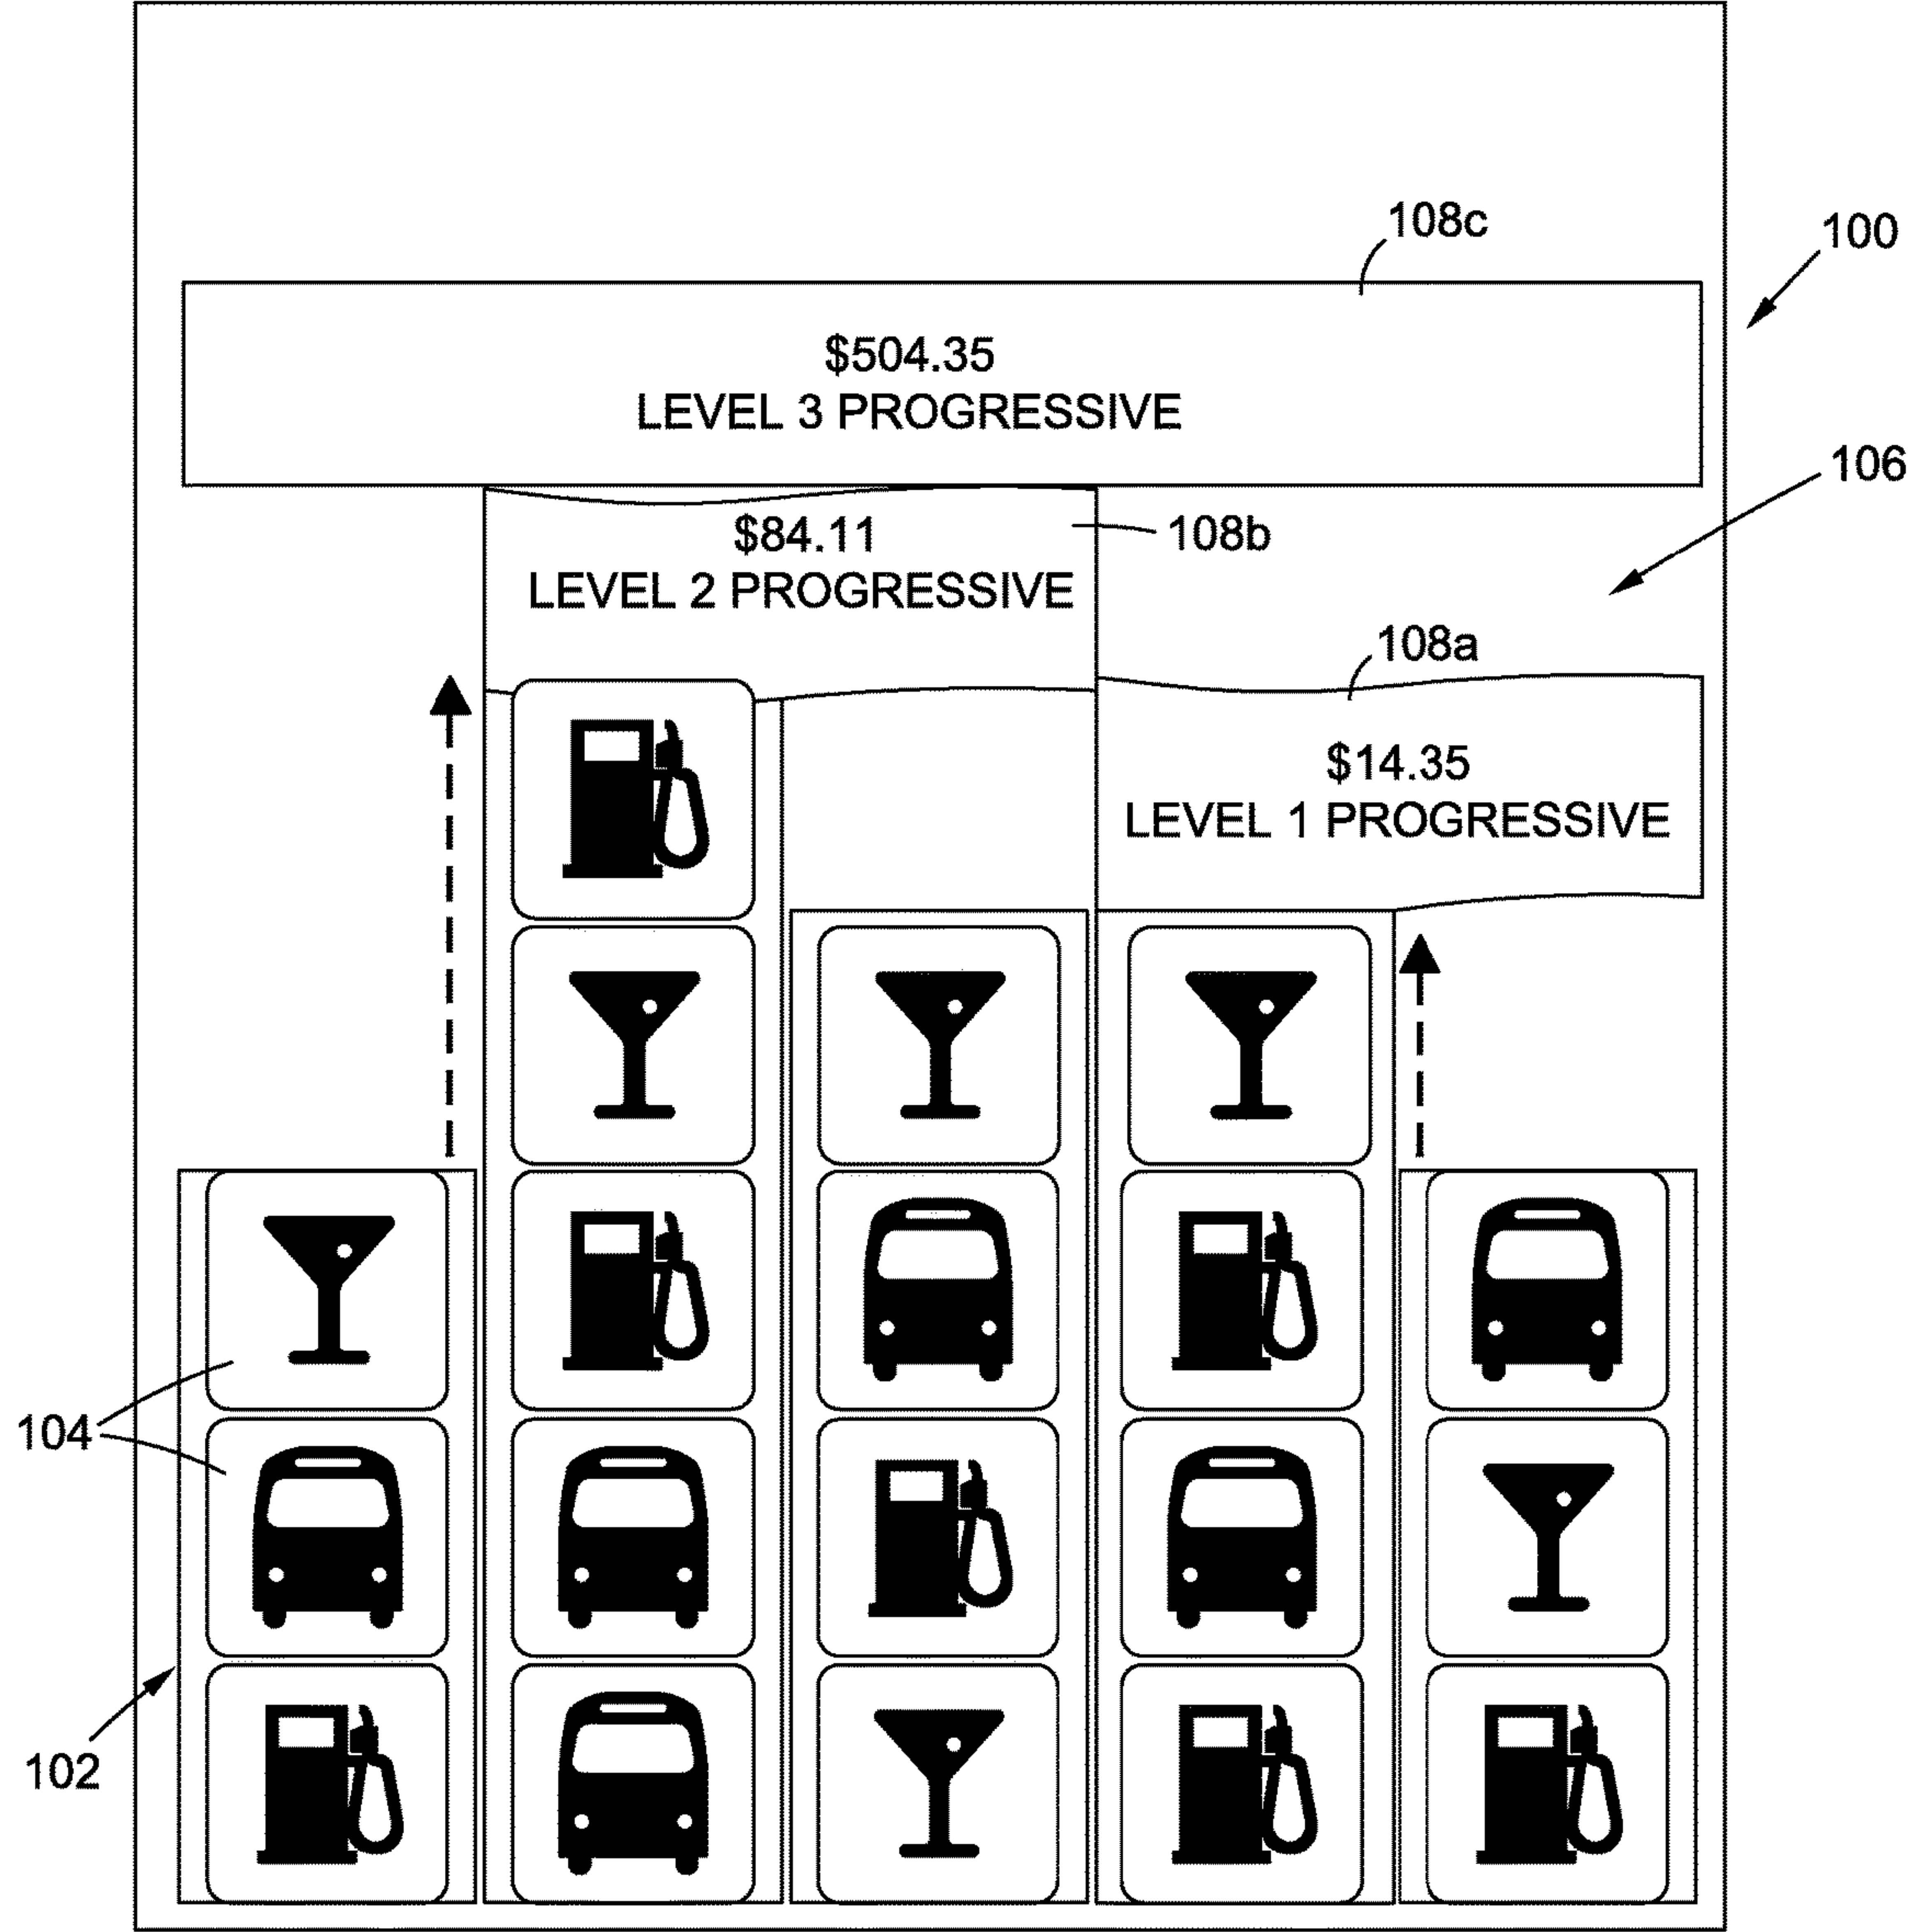 108c
100
$504.35
LEVEL 3 PROGRESSIVE
106
$84.11
108b
LEVEL 2 PROGRESSIVE
108a
$14.35
LEVEL 1 PROGRESSIVE
104
102